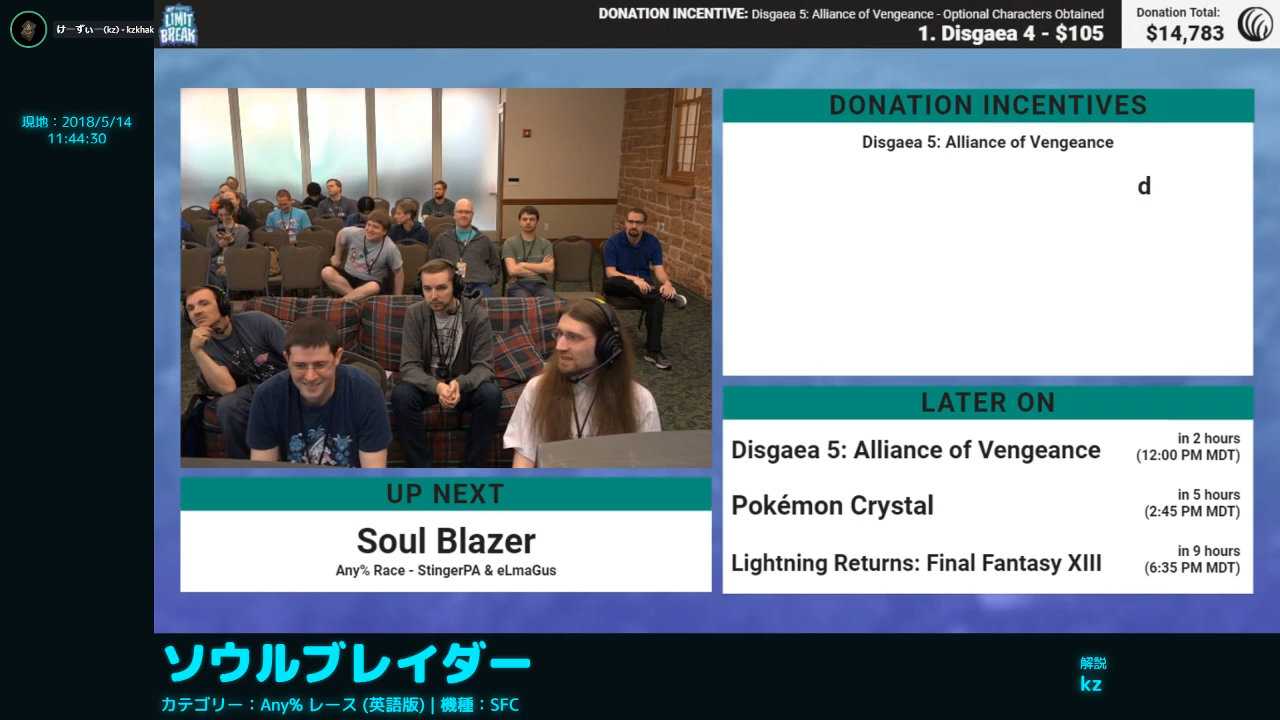 けーずぃー(kz) - kzkhak
現地：2018/5/14
11:44:30
LIMIT
BREAK
DONATION INCENTIVE: Disgaea 5: Alliance of Vengeance - Optional Characters Obtained
1. Disgaea 4 - $105
Donation Total:
$14,783
DONATION INCENTIVES
Disgaea 5: Alliance of Vengeance
d
UP NEXT
Soul Blazer
Any% Race - StingerPA & eLmaGus
LATER ON
Disgaea 5: Alliance of Vengeance
in 2 hours
(12:00 PM MDT)
Pokémon Crystal
in 5 hours
(2:45 PM MDT)
Lightning Returns: Final Fantasy XIII
in 9 hours
(6:35 PM MDT)
ソウルブレイダー
カテゴリー：Any% レース (英語版) | 機種：SFC
解説
kz